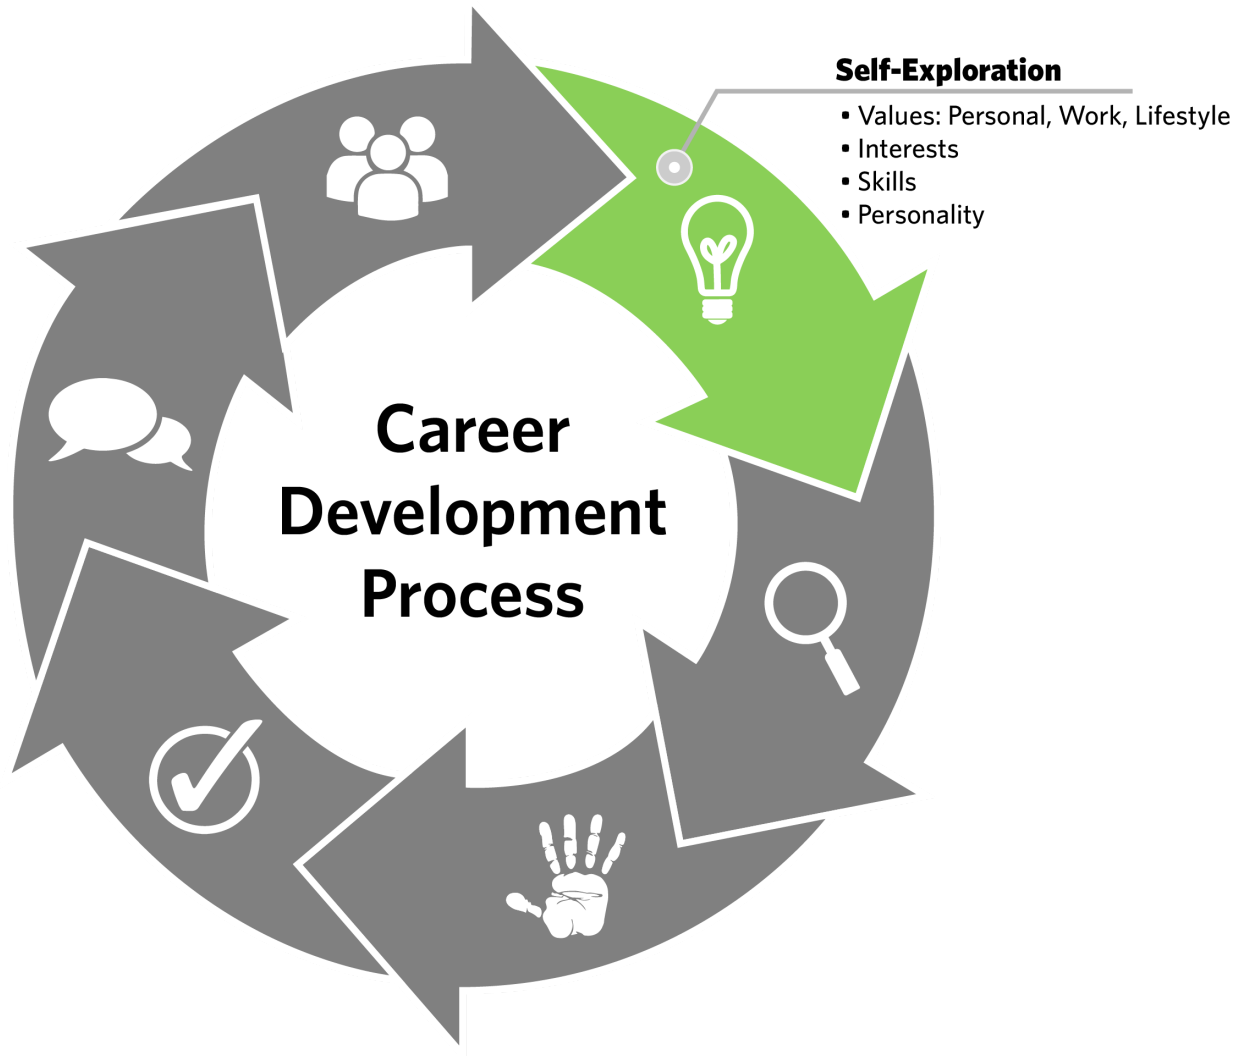 Self-Exploration
▪ Values: Personal, Work, Lifestyle
▪ Interests
▪ Skills
▪ Personality
Career
Development
Process